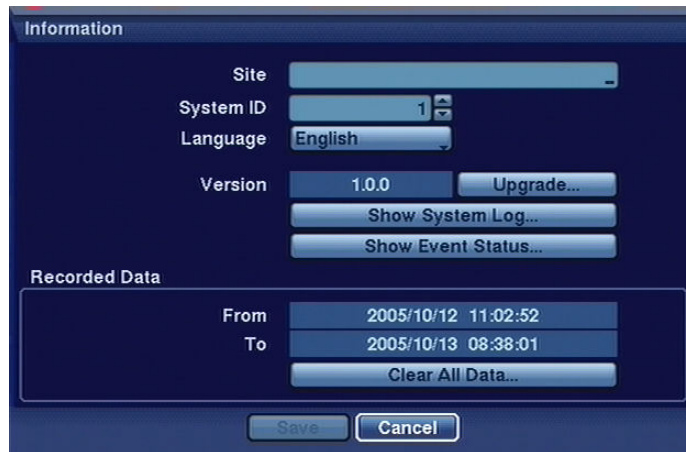 Information
Site
System ID 1
Language English
Version 1.0.0 Upgrade...
Show System Log...
Show Event Status...
Recorded Data
From 2005/10/12 11:02:52
To 2005/10/13 08:38:01
Clear All Data...
Save Cancel